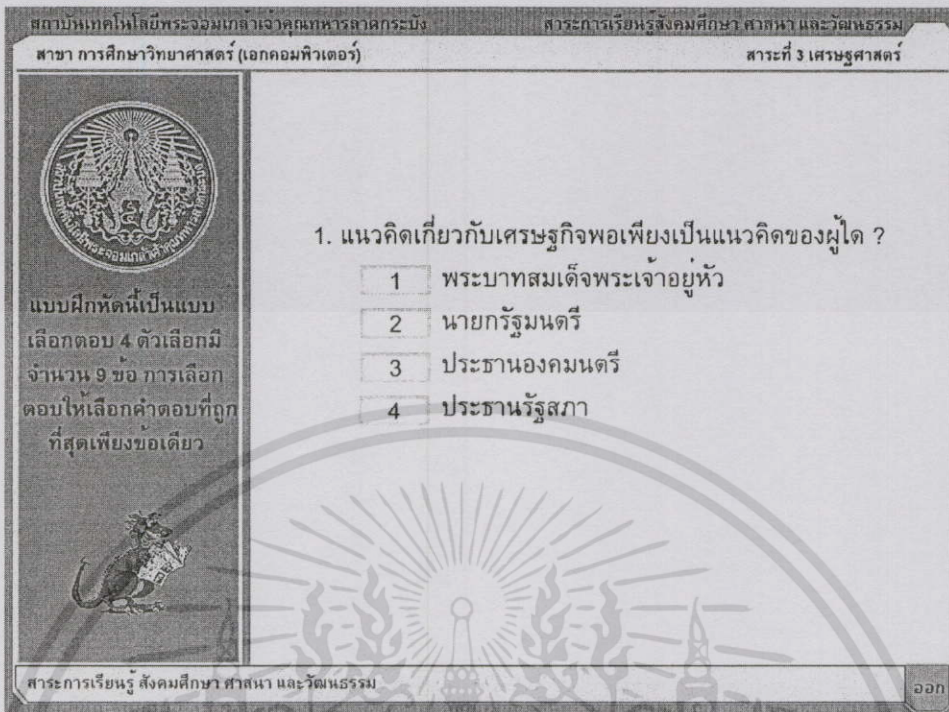 สถาบันเทคโนโลยีพระจอมเกล้าเจ้าคุณทหารลาดกระบัง
สาระการเรียนรู้สังคมศึกษา ศาสนา และวัฒนธรรม
สาขา การศึกษาวิทยาศาสตร์ (เอกคอมพิวเตอร์)
สาระที่ 3 เศรษฐศาสตร์
แบบฝึกหัดนี้เป็นแบบ
เลือกตอบ 4 ตัวเลือกมี
จำนวน 9 ข้อ การเลือก
ตอบให้เลือกคำตอบที่ถูก
ที่สุดเพียงข้อเดียว
1. แนวคิดเกี่ยวกับเศรษฐกิจพอเพียงเป็นแนวคิดของผู้ใด ?
1 พระบาทสมเด็จพระเจ้าอยู่หัว
2 นายกรัฐมนตรี
3 ประธานองคมนตรี
4 ประธานรัฐสภา
สาระการเรียนรู้ สังคมศึกษา ศาสนา และวัฒนธรรม
ออก